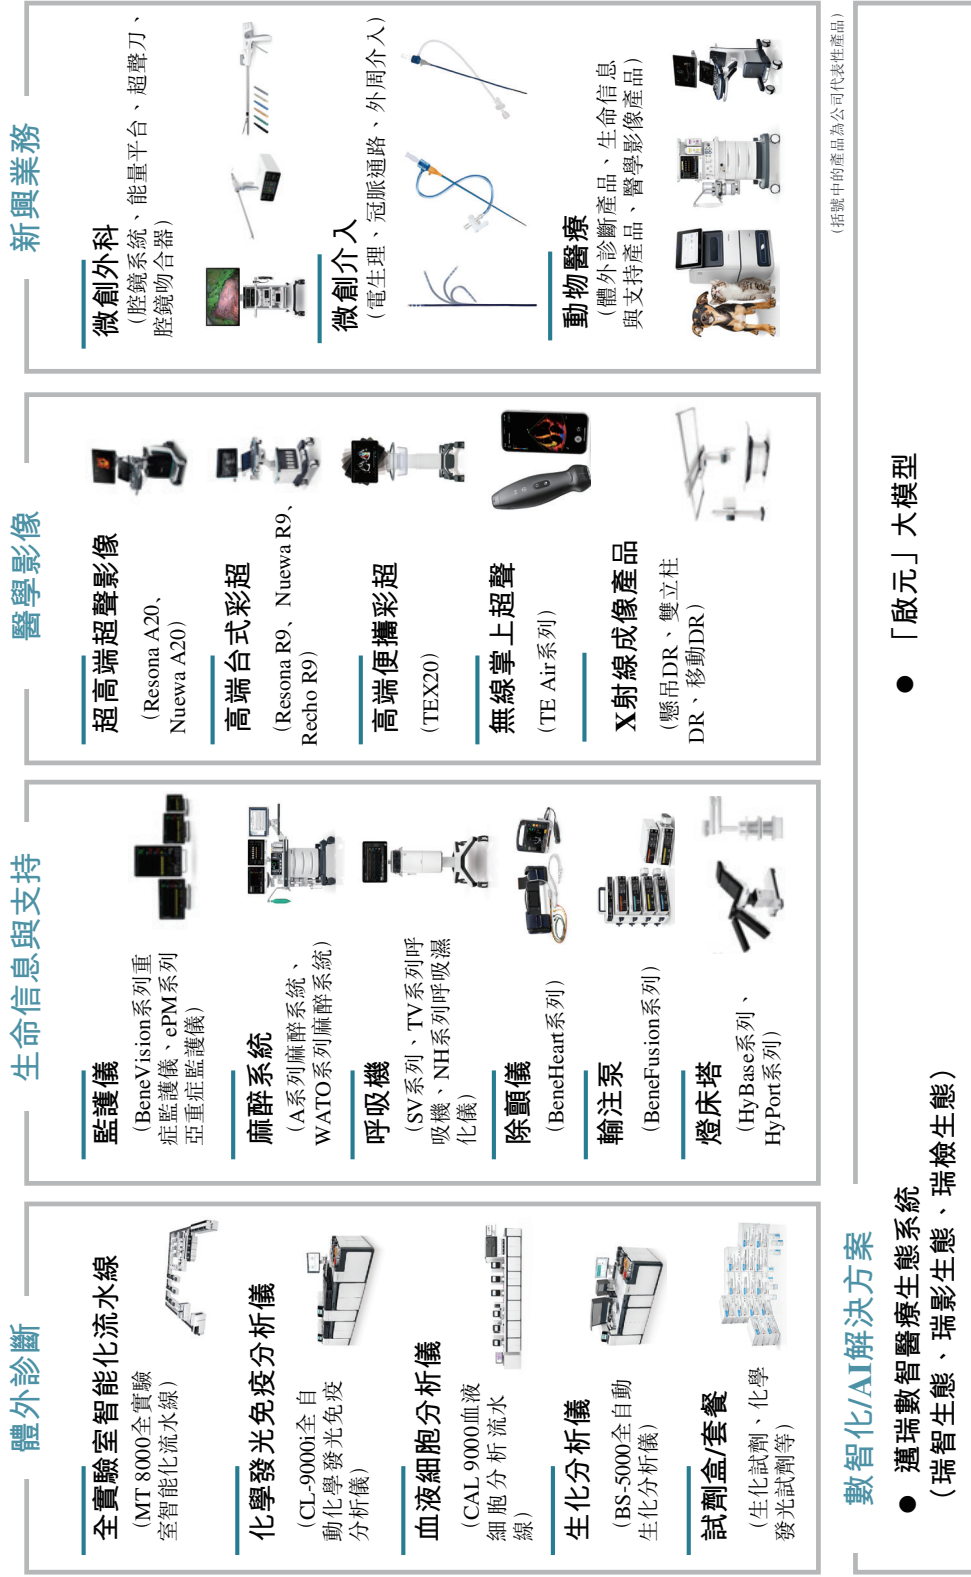 體外診斷
全實驗室智能化流水線
（MT 8000全實驗
室智能化流水線）
化學發光免疫分析儀
（CL-9000i全自
動化學發光免疫
分析儀）
血液細胞分析儀
（CAL 9000血液
細胞分析流水
線）
生化分析儀
（BS-5000全自動
生化分析儀）
試劑盒/套餐
（生化試劑、化學
發光試劑等）
生命信息與支持
監護儀
（BeneVision系列重
症監護儀、ePM系列
亞重症監護儀）
麻醉系統
（A系列麻醉系統、
WATO系列麻醉系統）
呼吸機
（SV系列、TV系列呼
吸機、NH系列呼吸濕
化儀）
除顫儀
（BeneHeart系列）
輸注泵
（BeneFusion系列）
燈床塔
（HyBase系列、
HyPort系列）
醫學影像
超高端超聲影像
（Resona A20、
Nuewa A20）
高端台式彩超
（Resona R9、Nuewa R9、
Recho R9）
高端便攜彩超
（TEX20）
無線掌上超聲
（TE Air系列）
X射線成像產品
（懸吊DR、雙立柱
DR、移動DR）
新興業務
微創外科
（腔鏡系統、能量平台、超聲刀、
腔鏡吻合器）
微創介入
（電生理、冠脈通路、外周介入）
動物醫療
（體外診斷產品、生命信息
與支持產品、醫學影像產品）
（括號中的產品為公司代表性產品）
數智化/AI解決方案
● 邁瑞數智醫療生態系統
（瑞智生態、瑞影生態、瑞檢生態）
● 「啟元」大模型